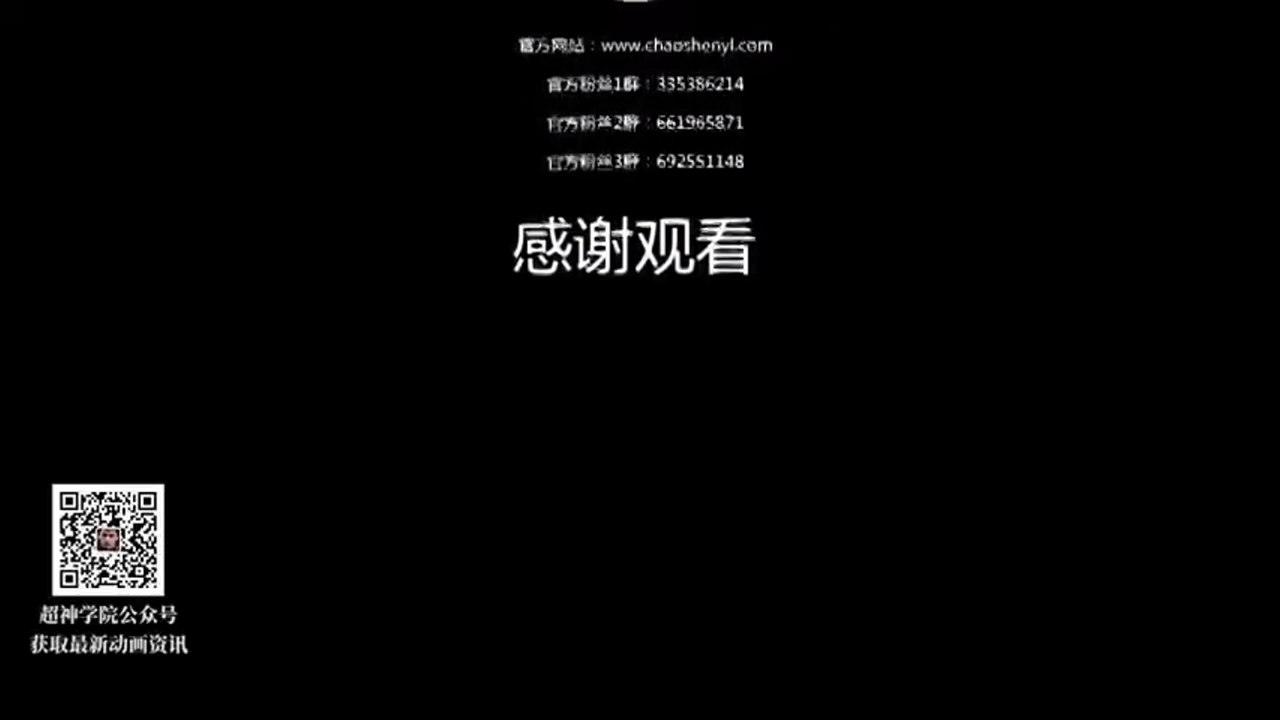 官方网站：www.chaoshenyl.com
官方粉丝1群：335386214
官方粉丝2群：661965871
官方粉丝3群：692551148
感谢观看
超神学院公众号
获取最新动画资讯